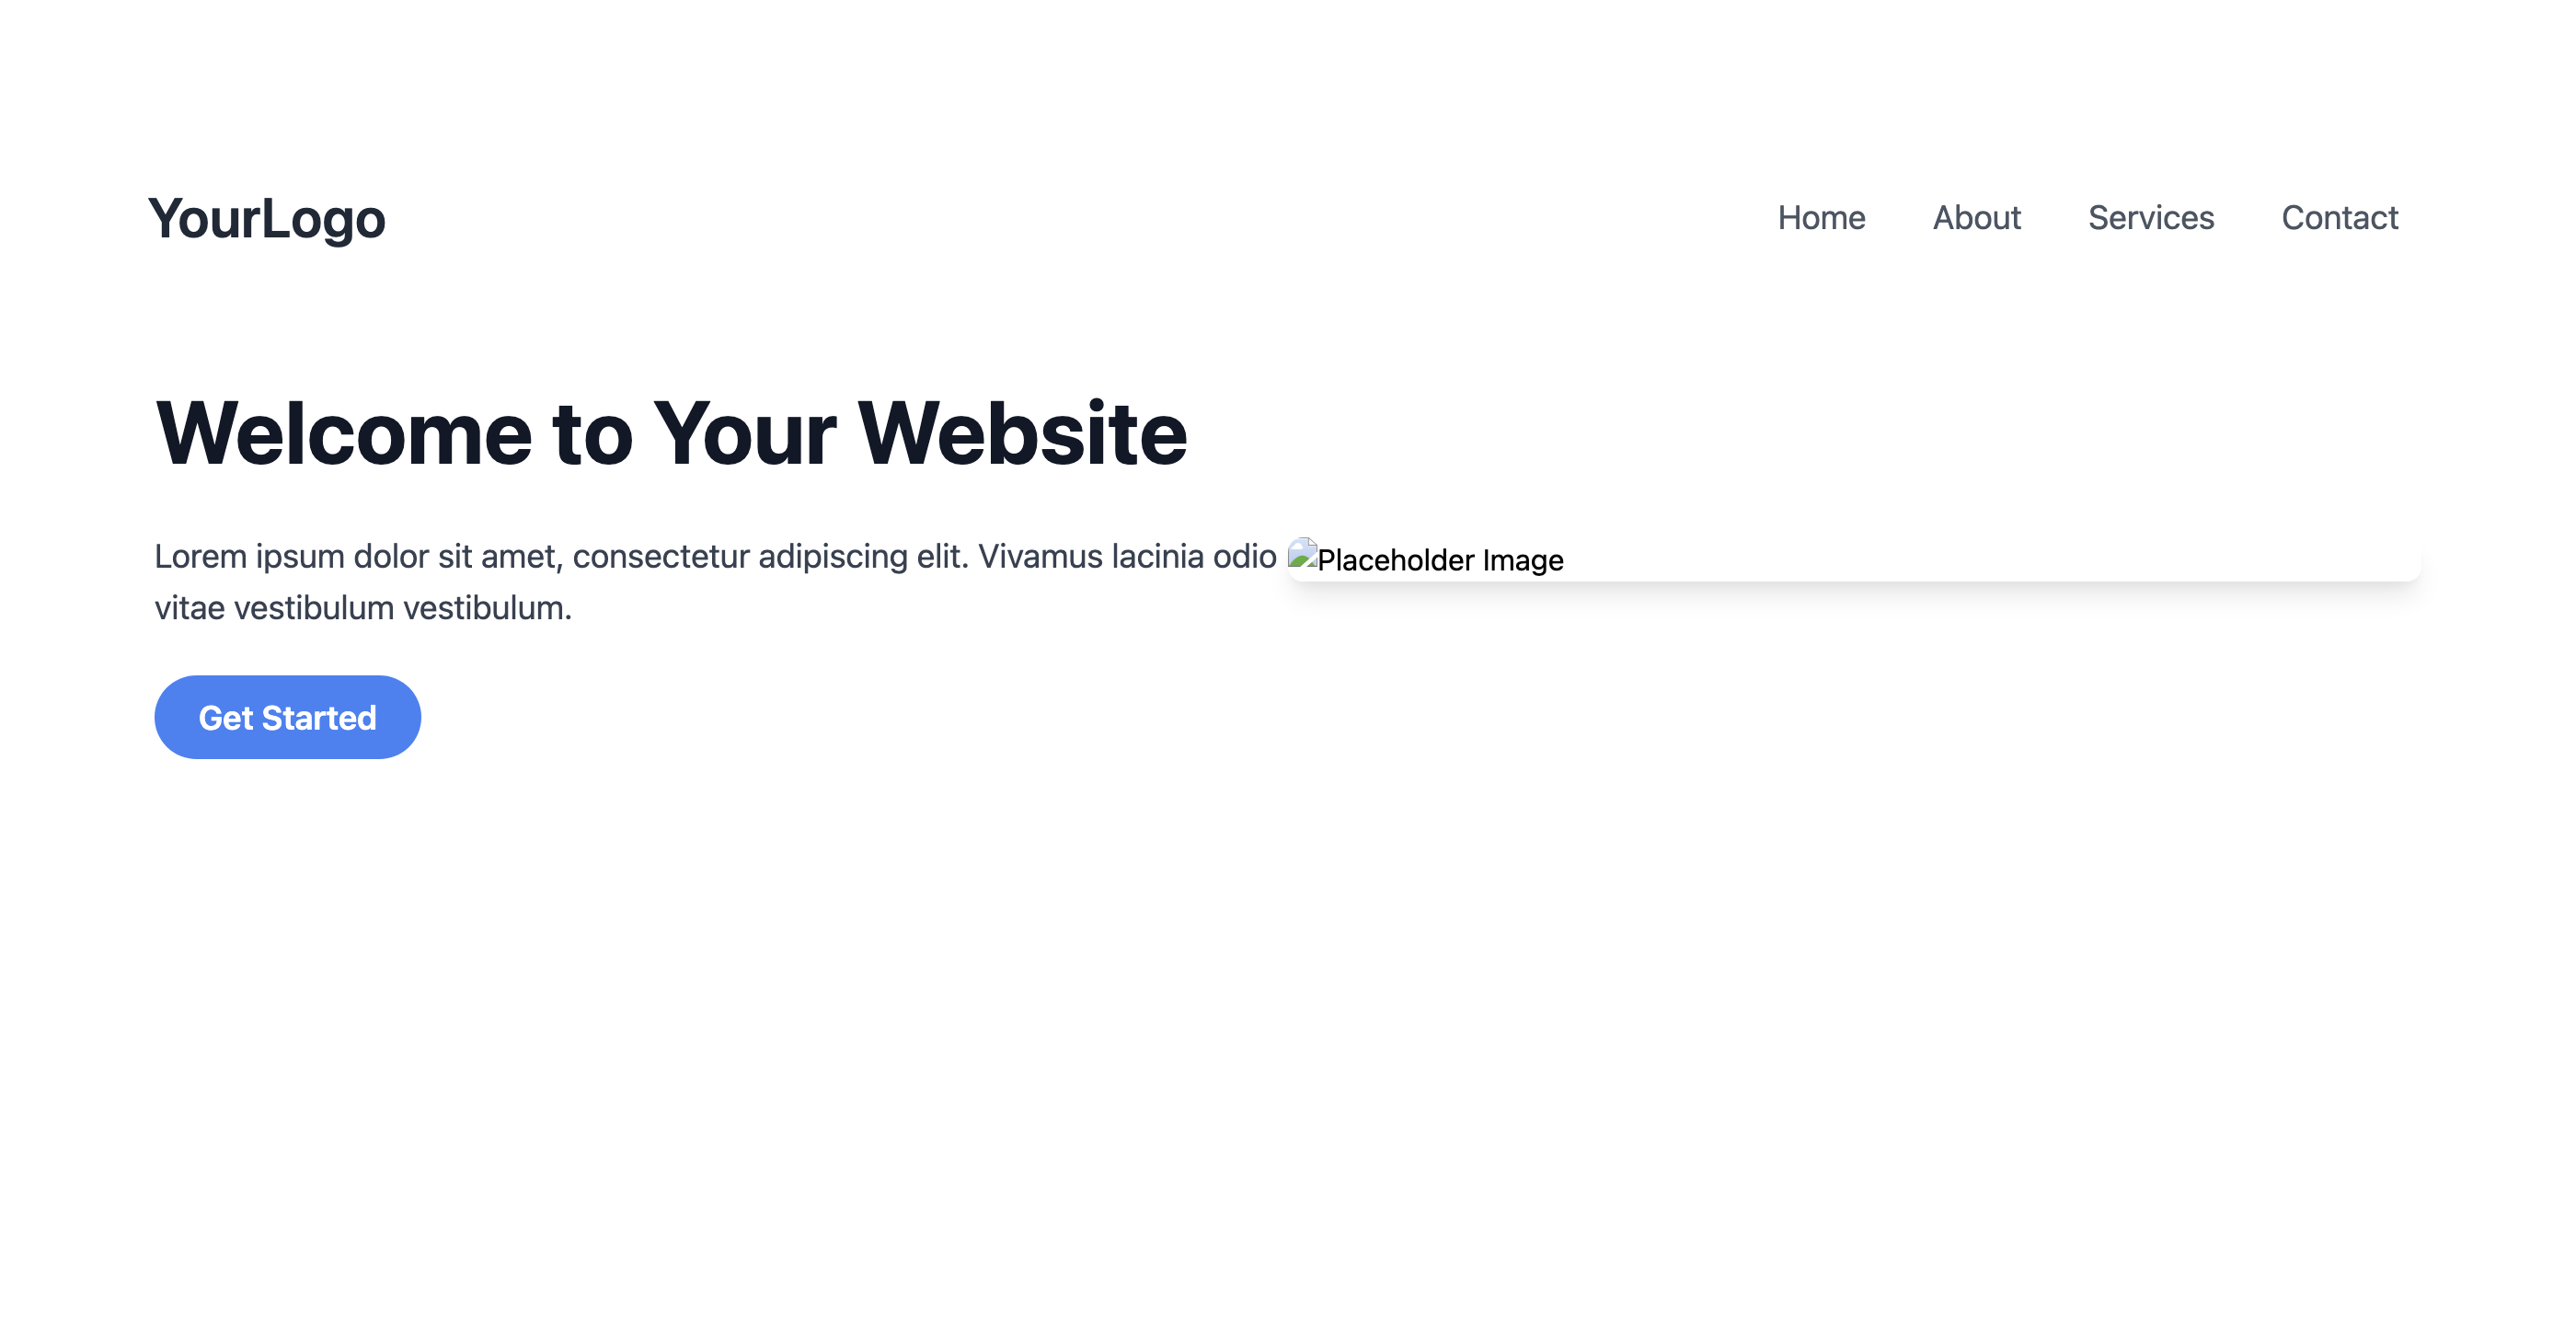 YourLogo
Home About Services Contact
Welcome to Your Website
Lorem ipsum dolor sit amet, consectetur adipiscing elit. Vivamus lacinia odio
vitae vestibulum vestibulum.
Placeholder Image
Get Started